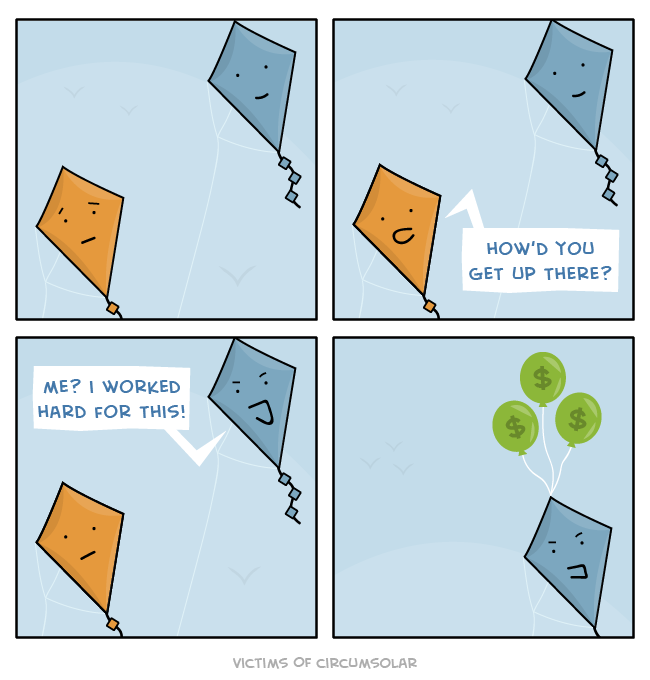 HOW'D YOU
GET UP THERE?
ME? I WORKED
HARD FOR THIS!
$
$
$
VICTIMS OF CIRCUMSOLAR